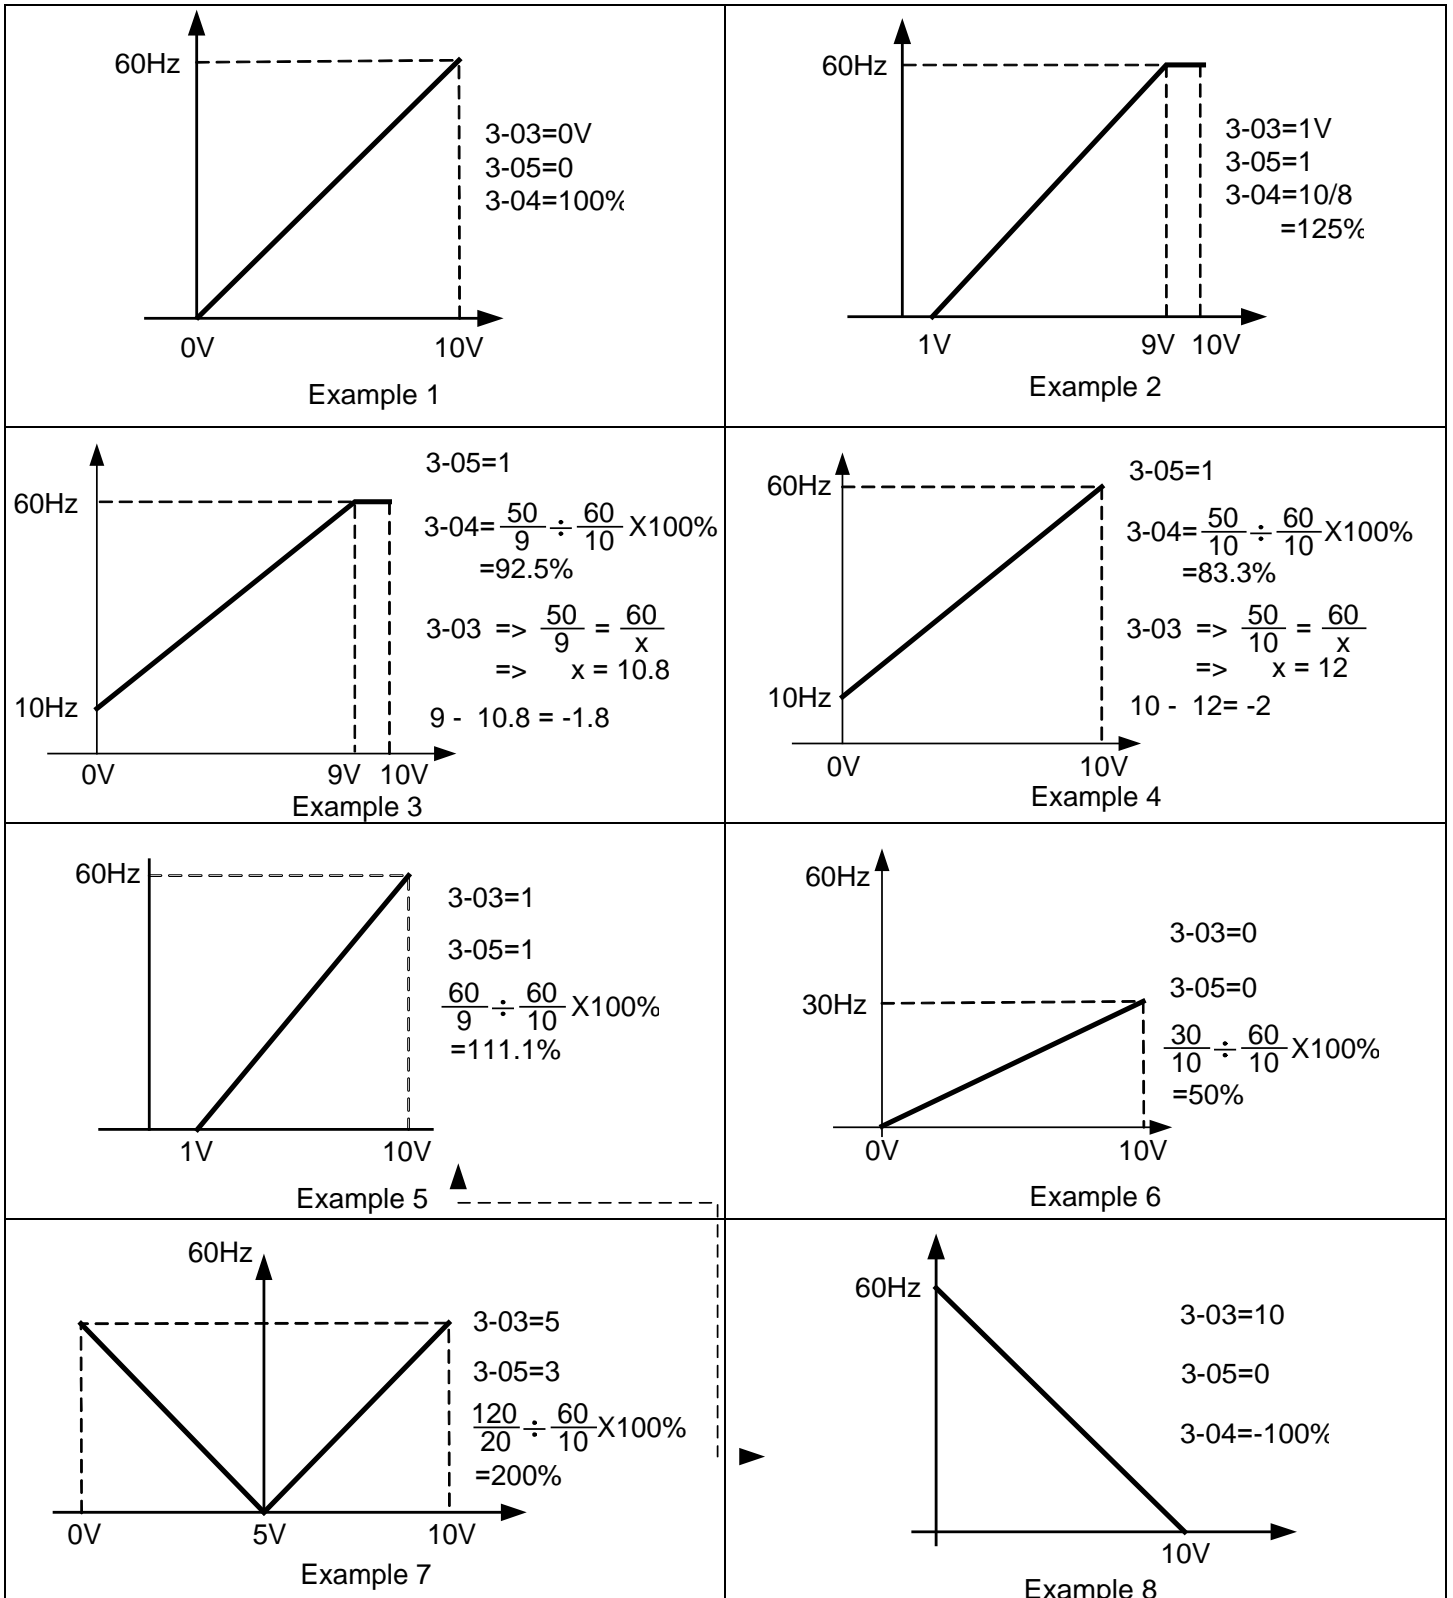 60Hz
3-03=0V
3-05=0
3-04=100%
0V 10V
Example 1
60Hz
3-03=1V
3-05=1
3-04=10/8
=125%
1V 9V 10V
Example 2
3-05=1
60Hz
3-04= 50/9 ÷ 60/10 X100%
=92.5%
3-03 => 50/9 = 60/x
=> x = 10.8
10Hz
9 - 10.8 = -1.8
0V 9V 10V
Example 3
3-05=1
60Hz
3-04= 50/10 ÷ 60/10 X100%
=83.3%
3-03 => 50/10 = 60/x
=> x = 12
10Hz
10 - 12= -2
0V 10V
Example 4
60Hz
3-03=1
3-05=1
60/9 ÷ 60/10 X100%
=111.1%
1V 10V
Example 5
60Hz
3-03=0
3-05=0
30Hz
30/10 ÷ 60/10 X100%
=50%
0V 10V
Example 6
60Hz
3-03=5
3-05=3
120/20 ÷ 60/10 X100%
=200%
0V 5V 10V
Example 7
60Hz
3-03=10
3-05=0
3-04=-100%
10V
Example 8